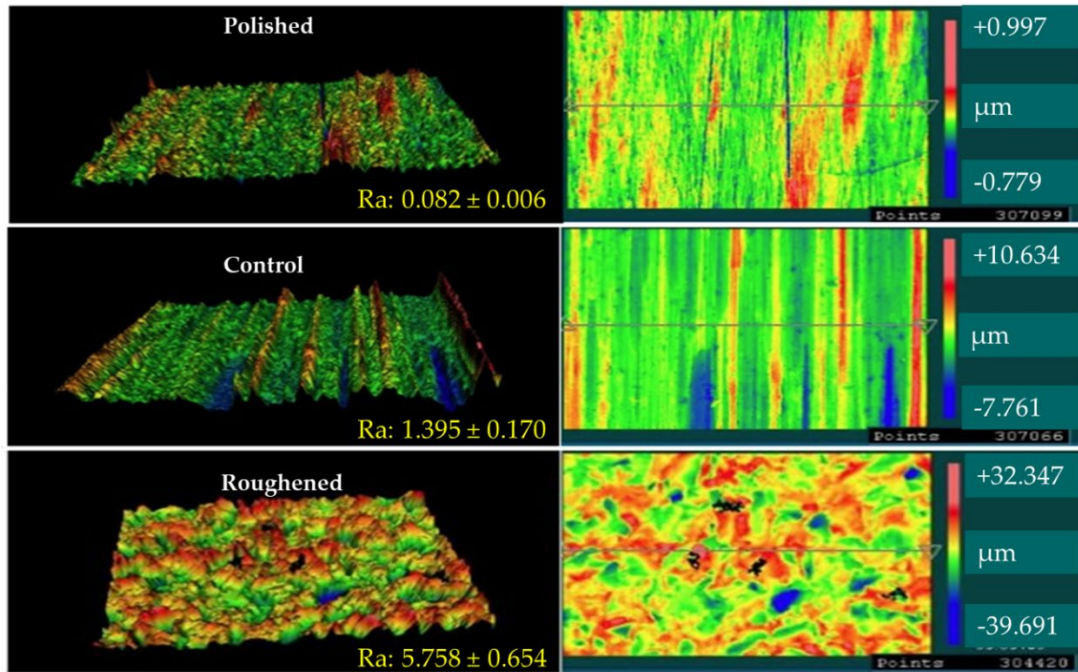 Polished
Ra: 0.082 ± 0.006
+0.997
µm
-0.779
Points 307099
Control
Ra: 1.395 ± 0.170
+10.634
µm
-7.761
Points 307066
Roughened
Ra: 5.758 ± 0.654
+32.347
µm
-39.691
304420